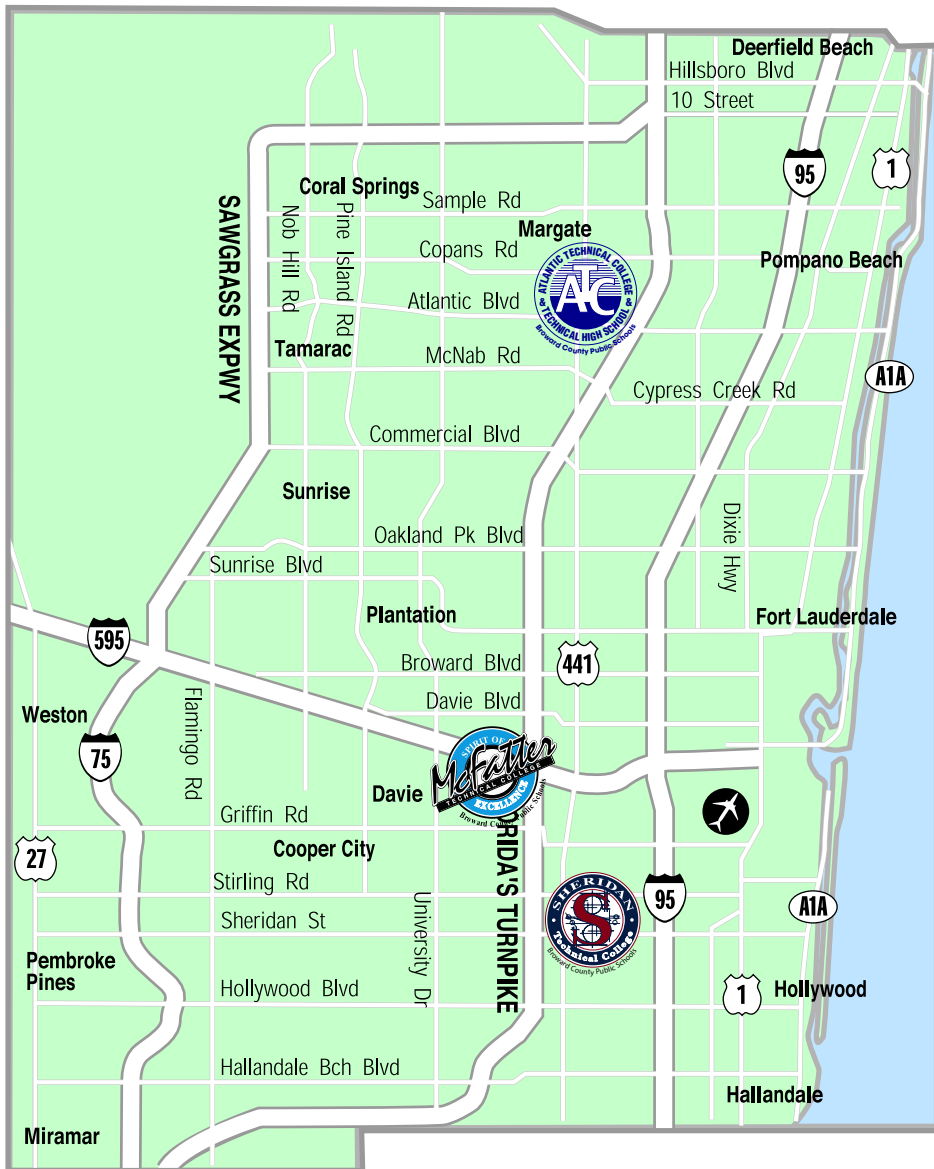 Deerfield Beach
Hillsboro Blvd
10 Street
95
1
Coral Springs
Sample Rd
SAWGRASS EXPWY
Nob Hill Rd
Pine Island Rd
Margate
Copans Rd
Pompano Beach
ATLANTIC TECHNICAL COLLEGE
ATC
& TECHNICAL HIGH SCHOOL &
Broward County Public Schools
Atlantic Blvd
Tamarac
McNab Rd
A1A
Cypress Creek Rd
Commercial Blvd
Sunrise
Dixie Hwy
Oakland Pk Blvd
Sunrise Blvd
Plantation
Fort Lauderdale
595
Broward Blvd
441
Flamingo Rd
Davie Blvd
Weston
75
SPIRIT OF
McFatter
TECHNICAL COLLEGE
EXCELLENCE
Broward County Public Schools
Davie
Griffin Rd
Cooper City
27
RIDA'S TURNPIKE
Stirling Rd
95
A1A
SHERIDAN
S
Technical College
Broward County Public Schools
Sheridan St
University Dr
Pembroke
Pines
Hollywood Blvd
1
Hollywood
Hallandale Bch Blvd
Hallandale
Miramar